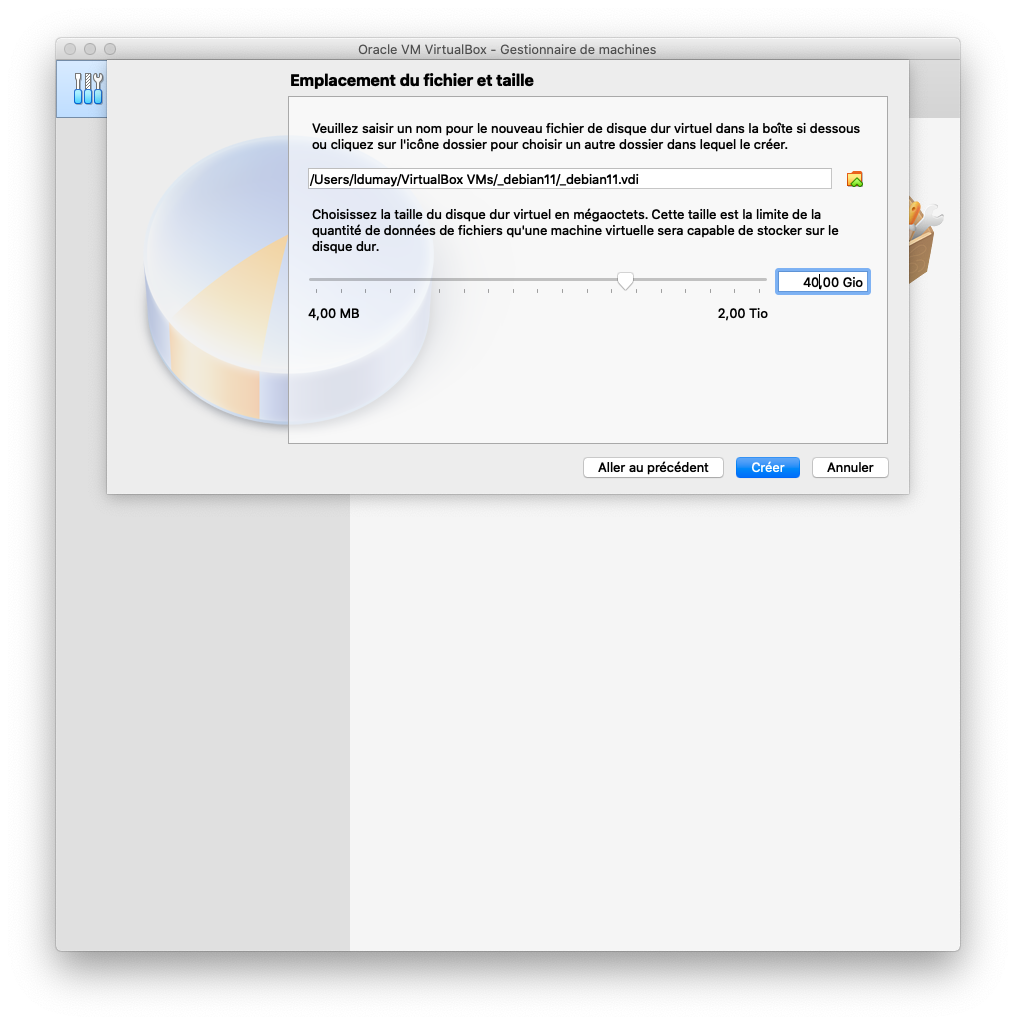 Oracle VM VirtualBox - Gestionnaire de machines
Emplacement du fichier et taille
Veuillez saisir un nom pour le nouveau fichier de disque dur virtuel dans la boîte si dessous
ou cliquez sur l'icône dossier pour choisir un autre dossier dans lequel le créer.
/Users/ldumay/VirtualBox VMs/_debian11/_debian11.vdi
Choisissez la taille du disque dur virtuel en mégaoctets. Cette taille est la limite de la
quantité de données de fichiers qu'une machine virtuelle sera capable de stocker sur le
disque dur.
40,00 Gio
4,00 MB
2,00 Tio
Aller au précédent
Créer
Annuler